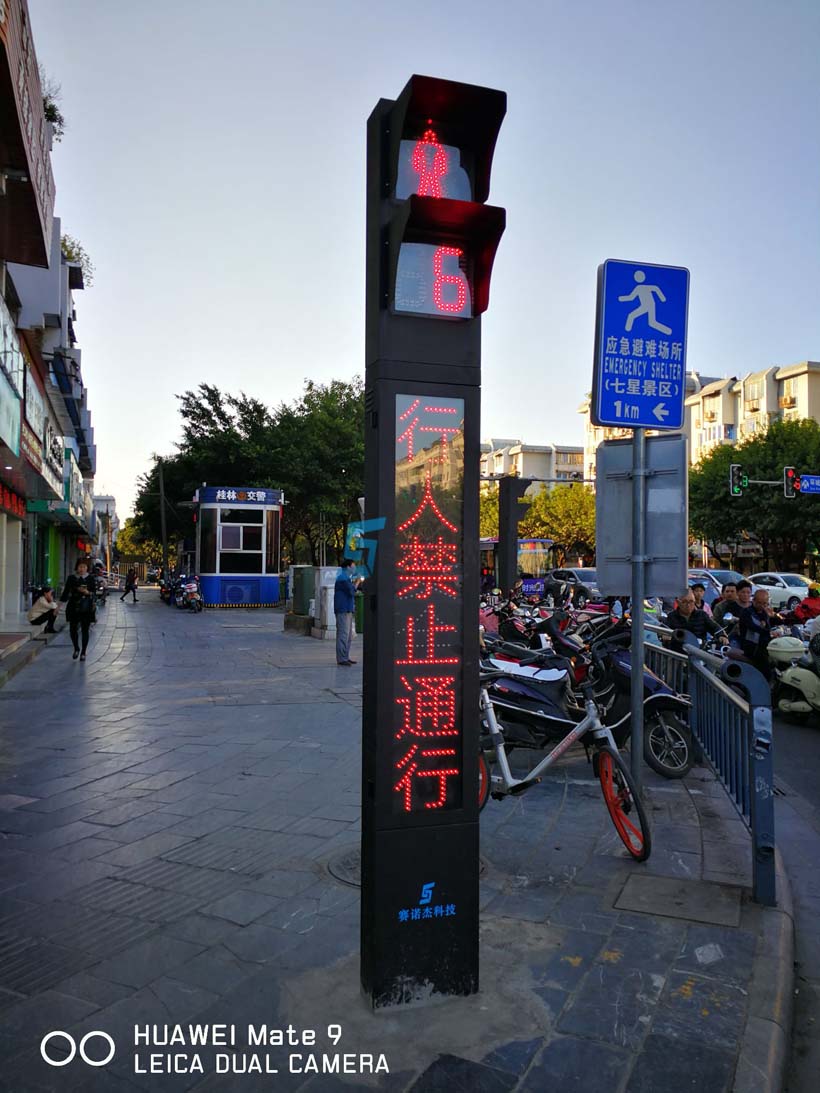 6
行人禁止通行
赛诺杰科技
应急避难场所
EMERGENCY SHELTER
(七星景区)
1km
桂林 交警
HUAWEI Mate 9
LEICA DUAL CAMERA